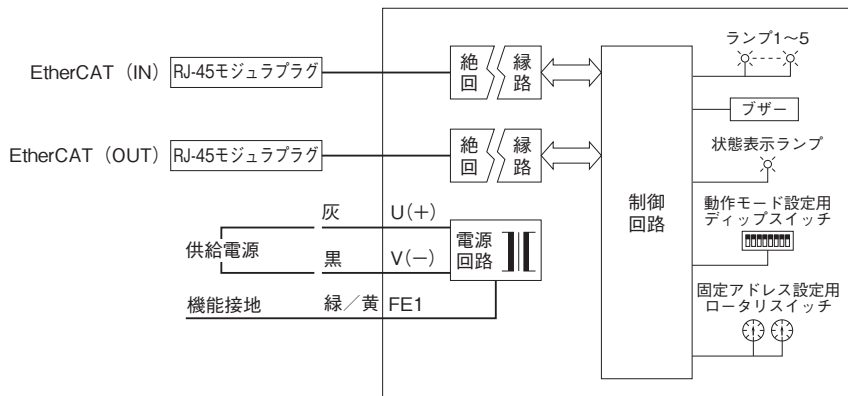 ランプ1〜5
EtherCAT（IN）
RJ-45モジュラプラグ
絶縁
回路
ブザー
EtherCAT（OUT）
RJ-45モジュラプラグ
絶縁
回路
状態表示ランプ
制御
回路
動作モード設定用
ディップスイッチ
供給電源
灰
U（+）
黒
V（−）
電源
回路
機能接地
緑／黄
FE1
固定アドレス設定用
ロータリスイッチ